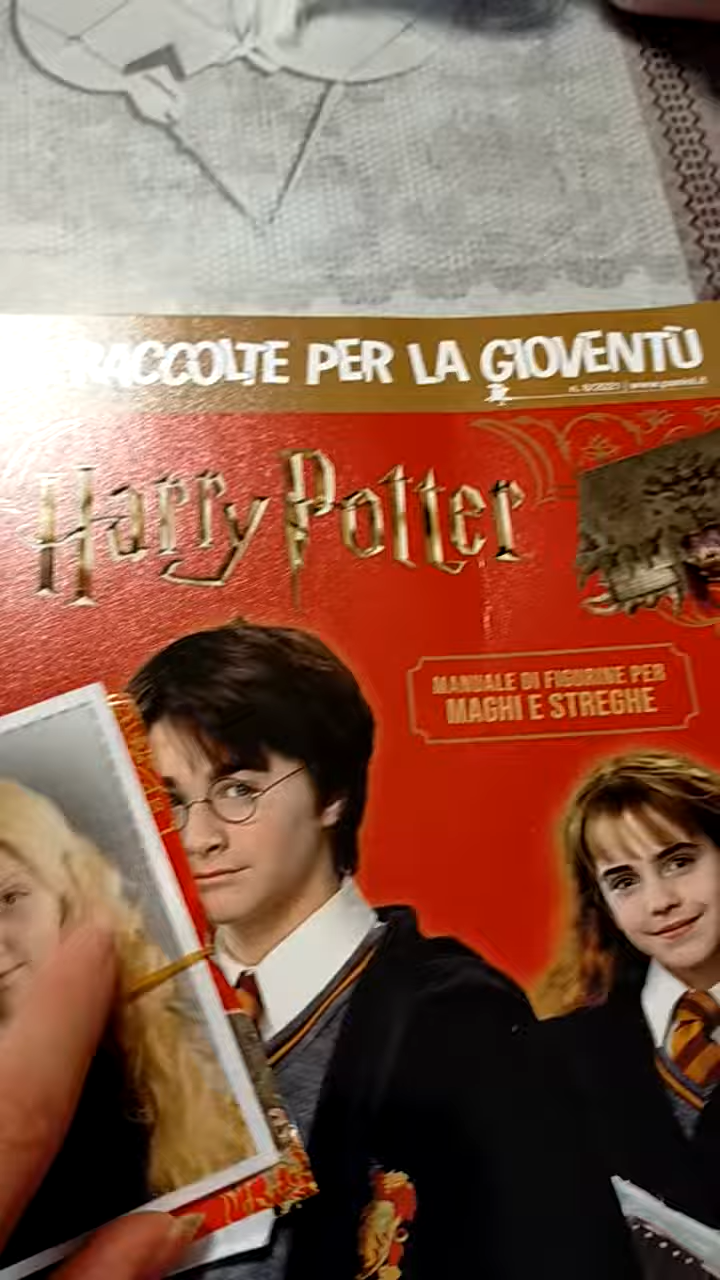 RACCOLTE PER LA GIOVENTÙ
Harry Potter
MANUALE DI FIGURINE PER
MAGHI E STREGHE